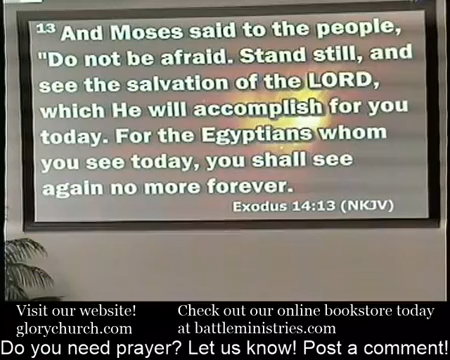 13 And Moses said to the people,
"Do not be afraid. Stand still, and
see the salvation of the LORD,
which He will accomplish for you
today. For the Egyptians whom
you see today, you shall see
again no more forever.
Exodus 14:13 (NKJV)
Visit our website!
glorychurch.com
Check out our online bookstore today
at battleministries.com
Do you need prayer? Let us know! Post a comment!